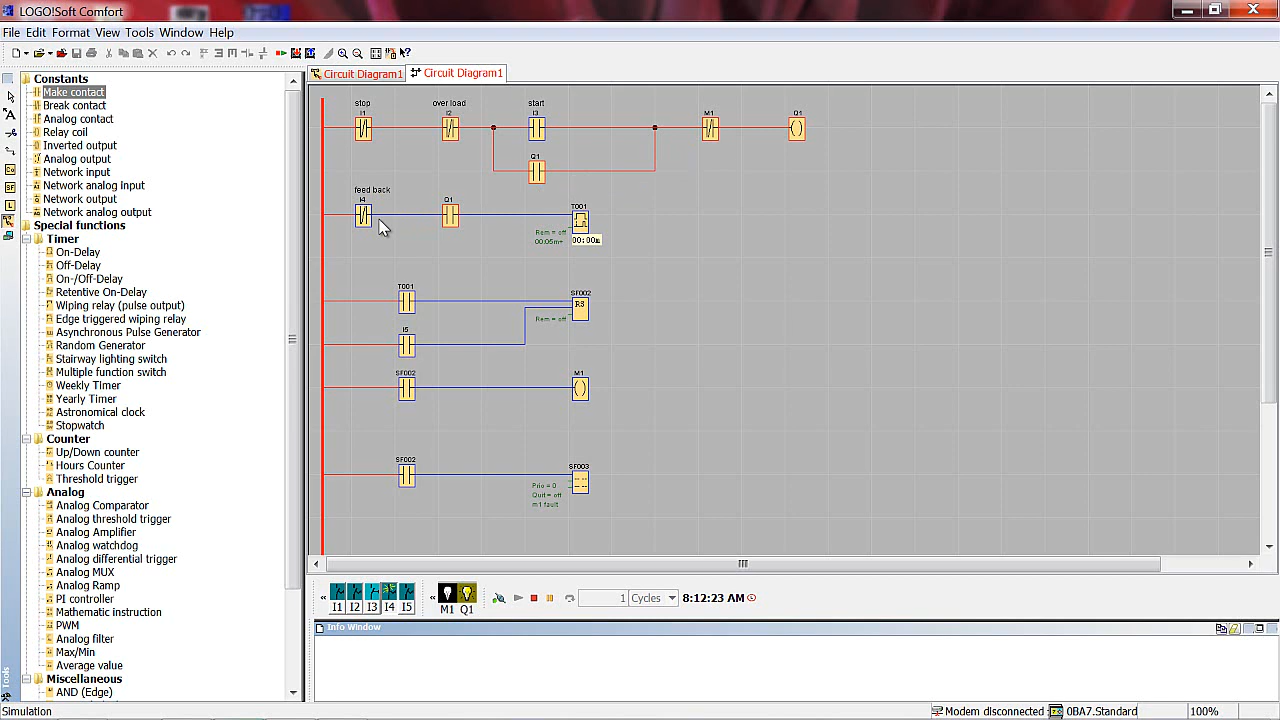 LOGO!Soft Comfort
File Edit Format View Tools Window Help
Constants
Make contact
Break contact
Analog contact
Relay coil
Inverted output
Analog output
Network input
Network analog input
Network output
Network analog output
Special functions
Timer
On-Delay
Off-Delay
On-/Off-Delay
Retentive On-Delay
Wiping relay (pulse output)
Edge triggered wiping relay
Asynchronous Pulse Generator
Random Generator
Stairway lighting switch
Multiple function switch
Weekly Timer
Yearly Timer
Astronomical clock
Stopwatch
Counter
Up/Down counter
Hours Counter
Threshold trigger
Analog
Analog Comparator
Analog threshold trigger
Analog Amplifier
Analog watchdog
Analog differential trigger
Analog MUX
Analog Ramp
PI controller
Mathematic instruction
PWM
Analog filter
Max/Min
Average value
Miscellaneous
AND (Edge)
Tools
Circuit Diagram1 Circuit Diagram1
stop over load start
I1 I2 I3 M1 Q1
Q1
feed back
I4 Q1 T001
Rem = off
00:05m+ 00:00m
T001 SF002
RS
Rem = off
I5
SF002 M1
SF002 SF003
Prio = 0
Quit = off
m1 fault
I1 I2 I3 I4 I5 M1 Q1 1 Cycles 8:12:23 AM
Info Window
Simulation Modem disconnected 0BA7.Standard 100%